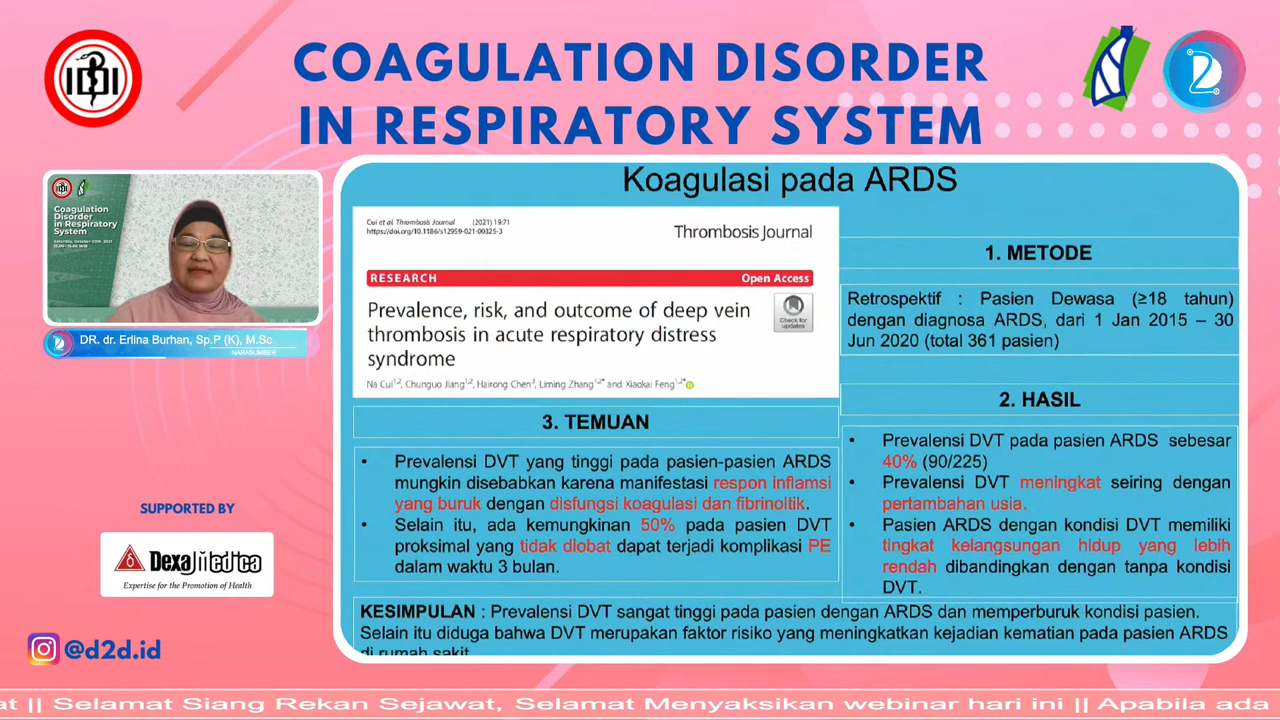 COAGULATION DISORDER
IN RESPIRATORY SYSTEM
IDI
Coagulation
Disorder
in Respiratory
System
DR. dr. Erlina Burhan, Sp.P (K), M.Sc
NARASUMBER
SUPPORTED BY
DexaMedica
Expertise for the Promotion of Health
@d2d.id
Koagulasi pada ARDS
Cui et al. Thrombosis Journal (2021) 19:71
https://doi.org/10.1186/s12959-021-00325-3
Thrombosis Journal
RESEARCH
Open Access
Prevalence, risk, and outcome of deep vein
thrombosis in acute respiratory distress
syndrome
Check for
updates
Na Cui1,2, Chunguo Jiang1,2, Hairong Chen3, Liming Zhang1,2* and Xiaokai Feng1,2*
1. METODE
Retrospektif : Pasien Dewasa (≥18 tahun)
dengan diagnosa ARDS, dari 1 Jan 2015 – 30
Jun 2020 (total 361 pasien)
2. HASIL
• Prevalensi DVT pada pasien ARDS sebesar
40% (90/225)
• Prevalensi DVT meningkat seiring dengan
pertambahan usia.
• Pasien ARDS dengan kondisi DVT memiliki
tingkat kelangsungan hidup yang lebih
rendah dibandingkan dengan tanpa kondisi
DVT.
3. TEMUAN
• Prevalensi DVT yang tinggi pada pasien-pasien ARDS
mungkin disebabkan karena manifestasi respon inflamsi
yang buruk dengan disfungsi koagulasi dan fibrinoltik.
• Selain itu, ada kemungkinan 50% pada pasien DVT
proksimal yang tidak diobat dapat terjadi komplikasi PE
dalam waktu 3 bulan.
KESIMPULAN : Prevalensi DVT sangat tinggi pada pasien dengan ARDS dan memperburuk kondisi pasien.
Selain itu diduga bahwa DVT merupakan faktor risiko yang meningkatkan kejadian kematian pada pasien ARDS
di rumah sakit
at || Selamat Siang Rekan Sejawat, Selamat Menyaksikan webinar hari ini || Apabila ada